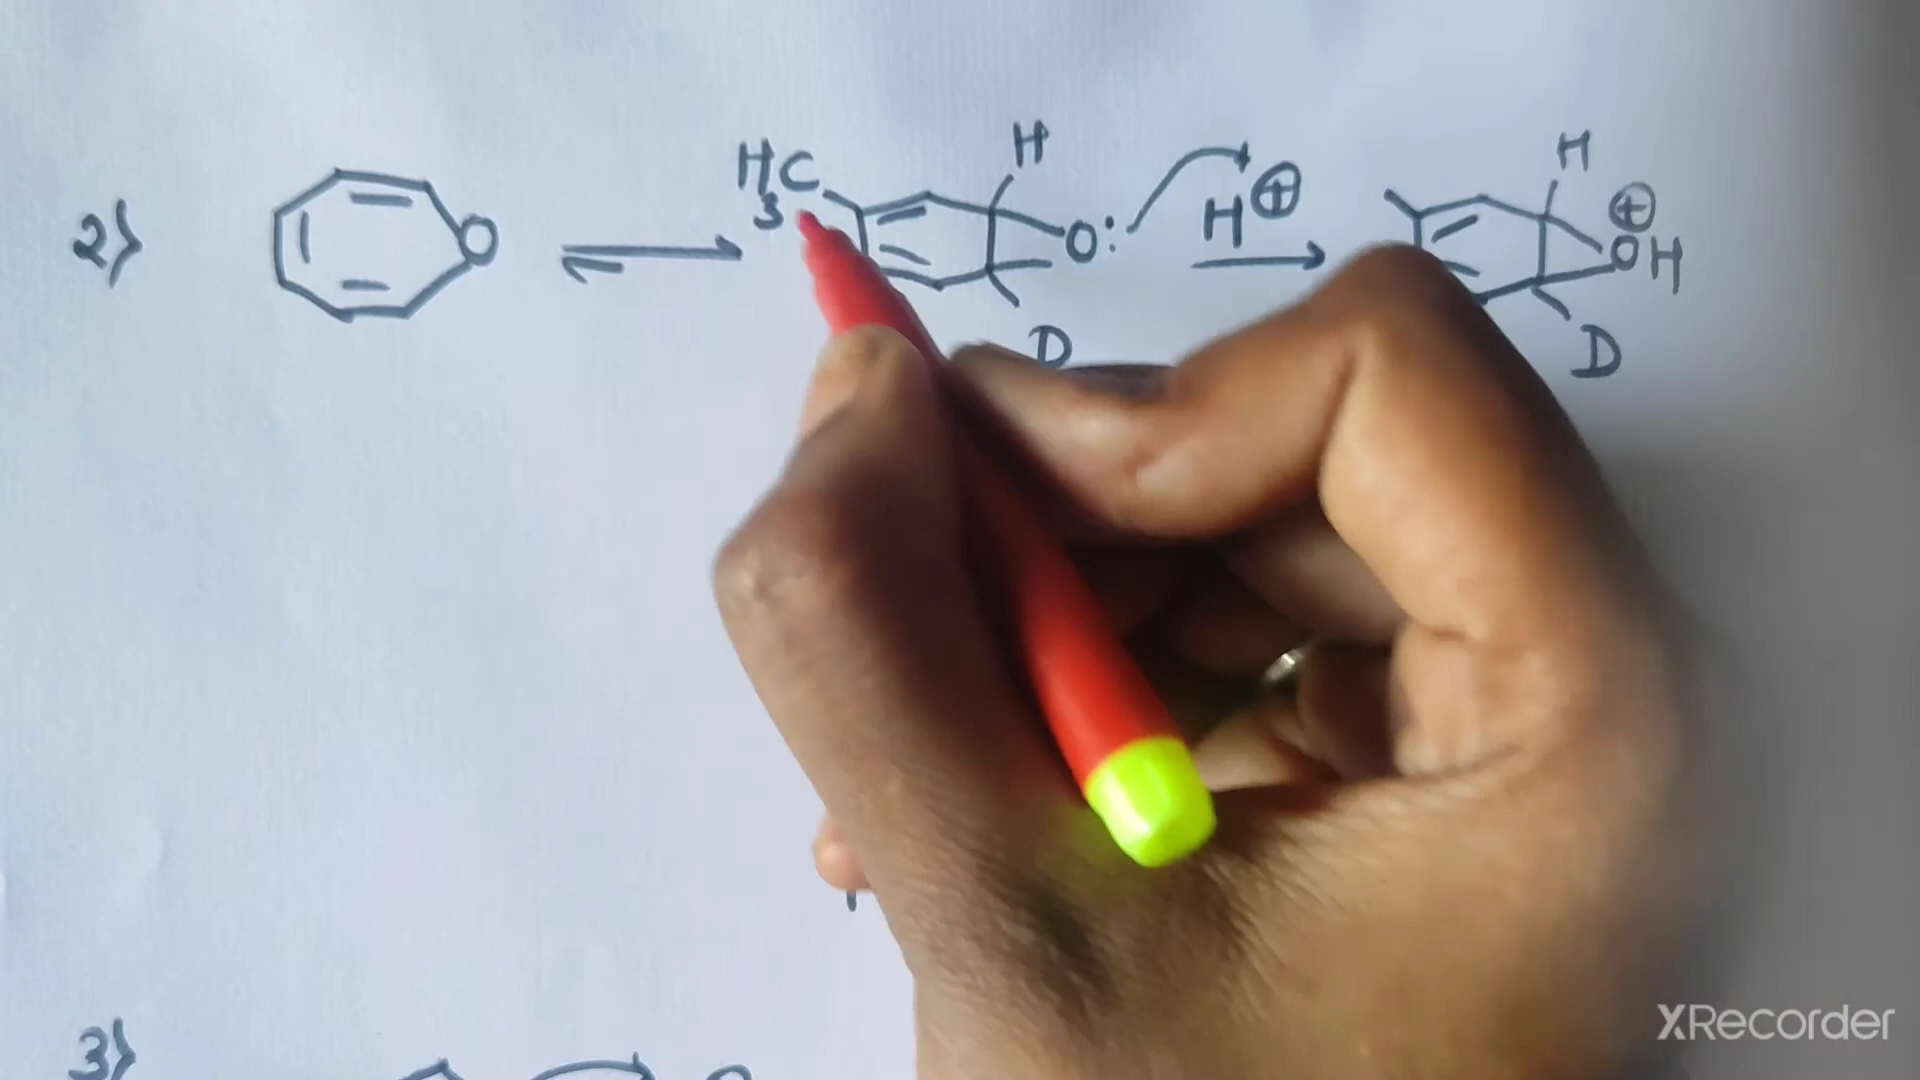 2)
O
H3C
H
O:
D
H⊕
H
⊕
OH
D
3)
XRecorder